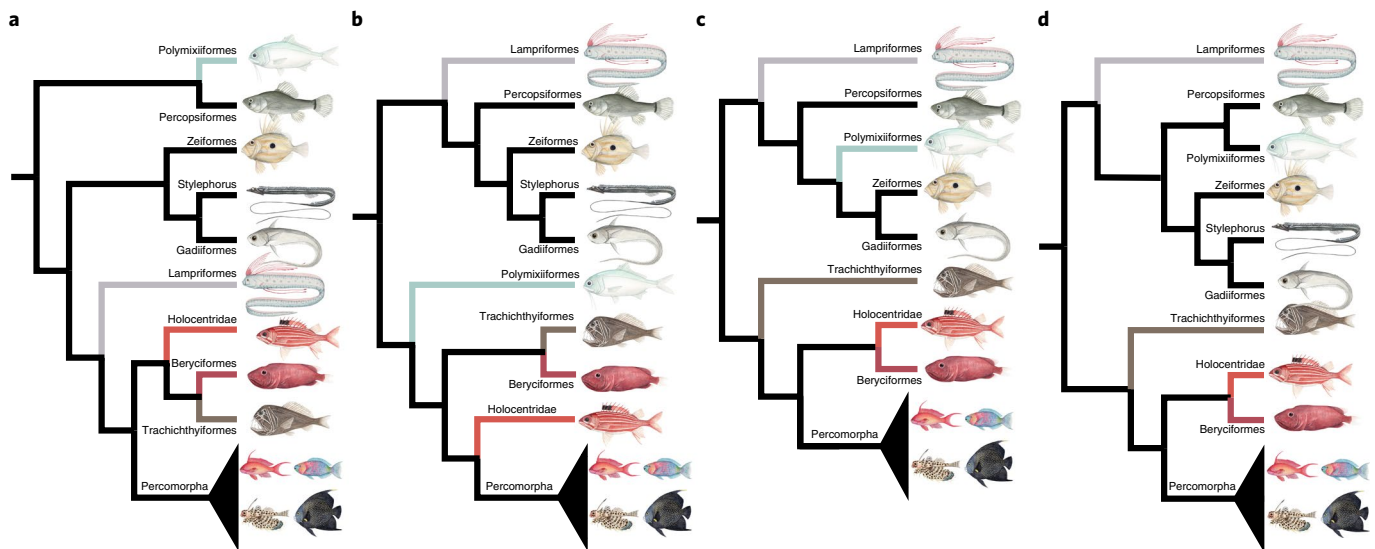 a
Polymixiiformes
Percopsiformes
Zeiformes
Stylephorus
Gadiiformes
Lampriformes
Holocentridae
Beryciformes
Trachichthyiformes
Percomorpha
b
Lampriformes
Percopsiformes
Zeiformes
Stylephorus
Gadiiformes
Polymixiiformes
Trachichthyiformes
Beryciformes
Holocentridae
Percomorpha
c
Lampriformes
Percopsiformes
Polymixiiformes
Zeiformes
Gadiiformes
Trachichthyiformes
Holocentridae
Beryciformes
Percomorpha
d
Lampriformes
Percopsiformes
Polymixiiformes
Zeiformes
Stylephorus
Gadiiformes
Trachichthyiformes
Holocentridae
Beryciformes
Percomorpha